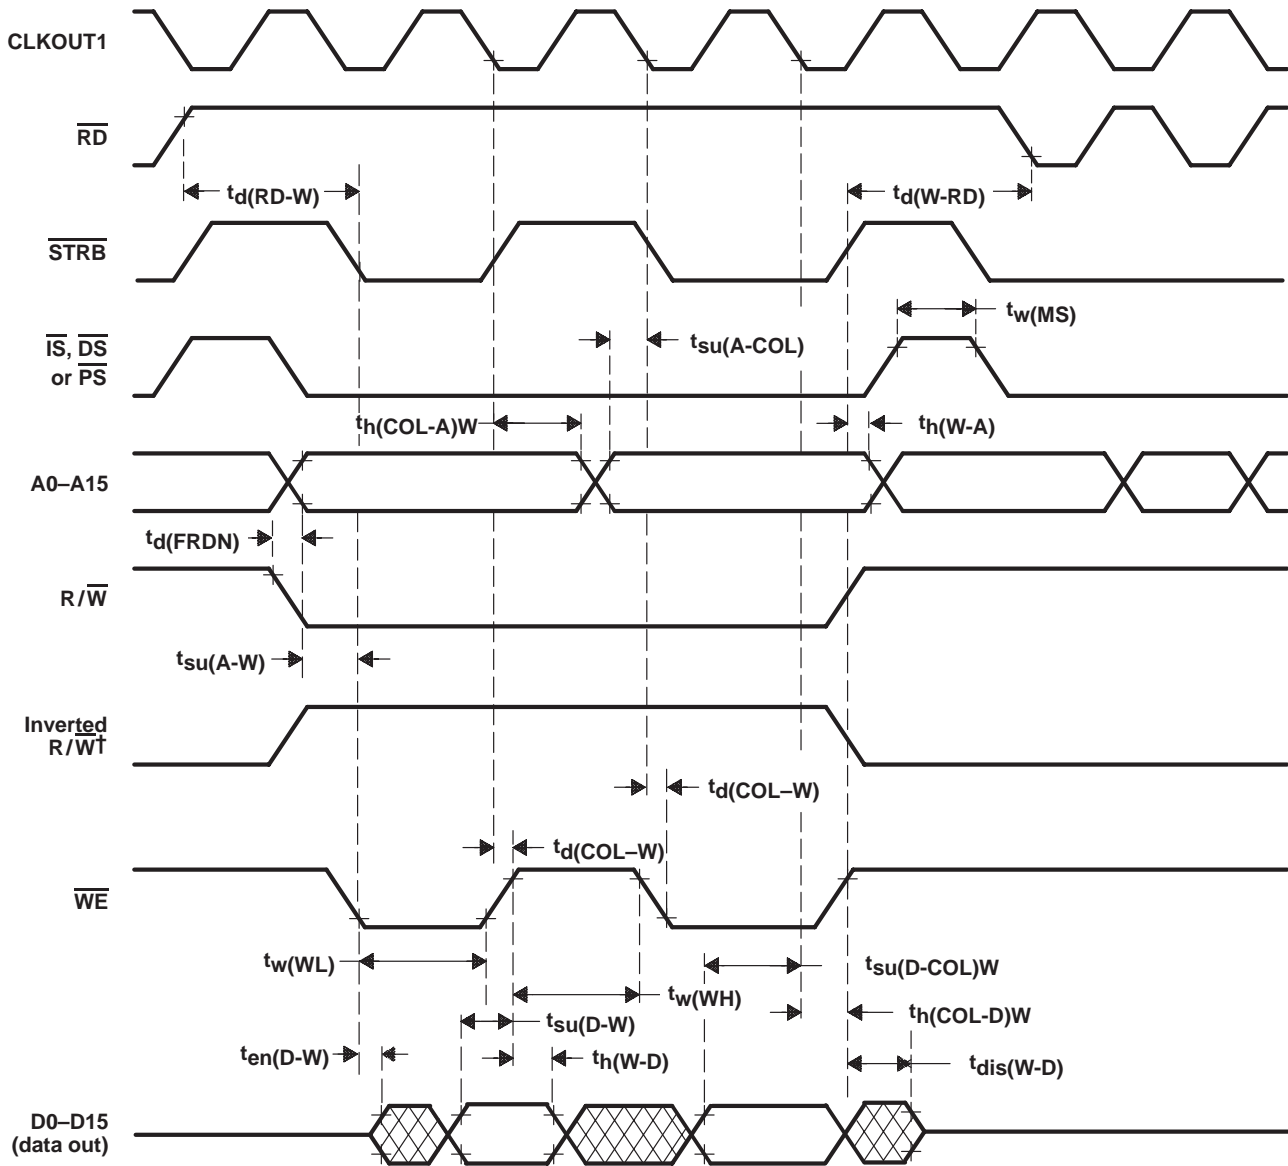 CLKOUT1
RD
td(RD-W)
td(W-RD)
STRB
tw(MS)
IS, DS
or PS
tsu(A-COL)
th(COL-A)W
th(W-A)
A0–A15
td(FRDN)
R/W
tsu(A-W)
Inverted
R/W†
td(COL–W)
td(COL–W)
WE
tw(WL)
tsu(D-COL)W
tw(WH)
th(COL-D)W
tsu(D-W)
ten(D-W)
th(W-D)
tdis(W-D)
D0–D15
(data out)